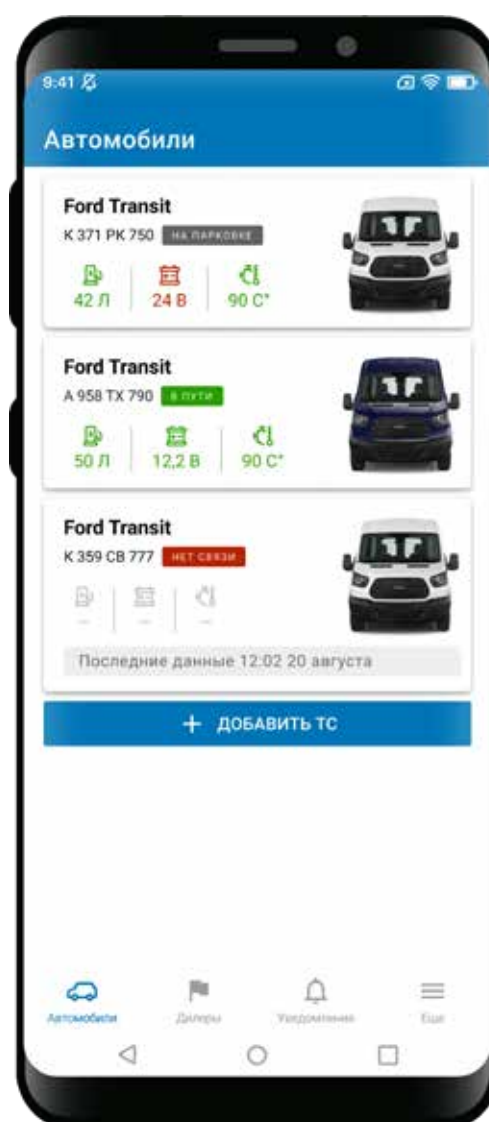 9:41
Автомобили
Ford Transit
К 371 РК 750 НА ПАРКОВКЕ
42 Л 24 В 90 С°
Ford Transit
А 958 ТХ 790 В ПУТИ
50 Л 12,2 В 90 С°
Ford Transit
К 359 СВ 777 НЕТ СВЯЗИ
-- -- --
Последние данные 12:02 20 августа
+ ДОБАВИТЬ ТС
Автомобили Дилеры Уведомления Еще